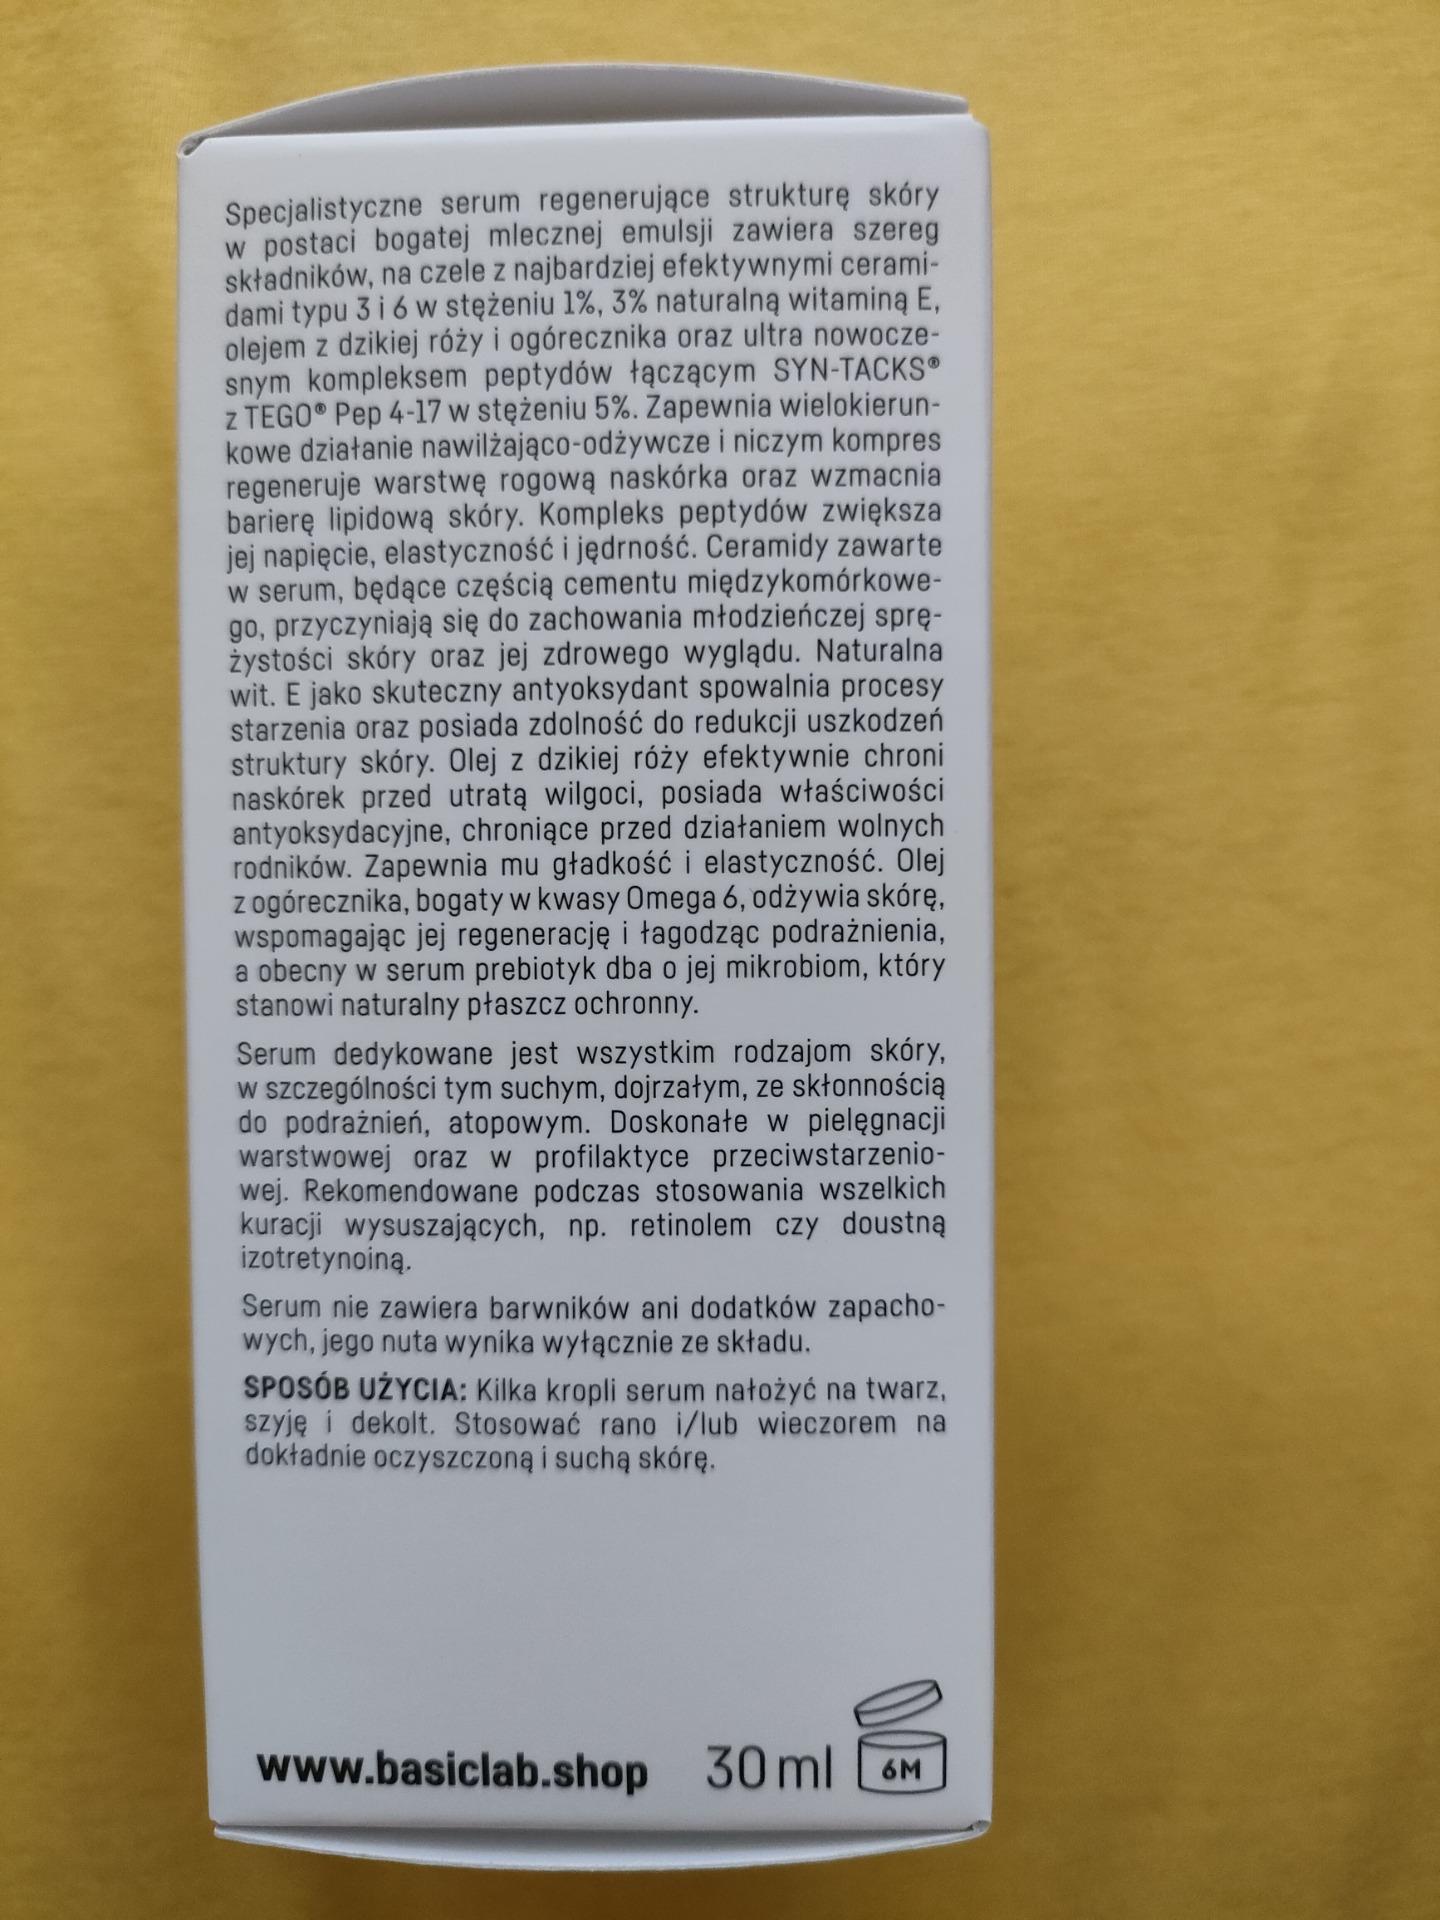 Specjalistyczne serum regenerujące strukturę skóry
w postaci bogatej mlecznej emulsji zawiera szereg
składników, na czele z najbardziej efektywnymi cerami-
dami typu 3 i 6 w stężeniu 1%, 3% naturalną witaminą E,
olejem z dzikiej róży i ogórecznika oraz ultra nowocze-
snym kompleksem peptydów łączącym SYN-TACKS®
z TEGO® Pep 4-17 w stężeniu 5%. Zapewnia wielokierun-
kowe działanie nawilżająco-odżywcze i niczym kompres
regeneruje warstwę rogową naskórka oraz wzmacnia
barierę lipidową skóry. Kompleks peptydów zwiększa
jej napięcie, elastyczność i jędrność. Ceramidy zawarte
w serum, będące częścią cementu międzykomórkowe-
go, przyczyniają się do zachowania młodzieńczej sprę-
żystości skóry oraz jej zdrowego wyglądu. Naturalna
wit. E jako skuteczny antyoksydant spowalnia procesy
starzenia oraz posiada zdolność do redukcji uszkodzeń
struktury skóry. Olej z dzikiej róży efektywnie chroni
naskórek przed utratą wilgoci, posiada właściwości
antyoksydacyjne, chroniące przed działaniem wolnych
rodników. Zapewnia mu gładkość i elastyczność. Olej
z ogórecznika, bogaty w kwasy Omega 6, odżywia skórę,
wspomagając jej regenerację i łagodząc podrażnienia,
a obecny w serum prebiotyk dba o jej mikrobiom, który
stanowi naturalny płaszcz ochronny.
Serum dedykowane jest wszystkim rodzajom skóry,
w szczególności tym suchym, dojrzałym, ze skłonnością
do podrażnień, atopowym. Doskonałe w pielęgnacji
warstwowej oraz w profilaktyce przeciwstarzenio-
wej. Rekomendowane podczas stosowania wszelkich
kuracji wysuszających, np. retinolem czy doustną
izotretynoiną.
Serum nie zawiera barwników ani dodatków zapacho-
wych, jego nuta wynika wyłącznie ze składu.
SPOSÓB UŻYCIA: Kilka kropli serum nałożyć na twarz,
szyję i dekolt. Stosować rano i/lub wieczorem na
dokładnie oczyszczoną i suchą skórę.
www.basiclab.shop 30 ml 6M